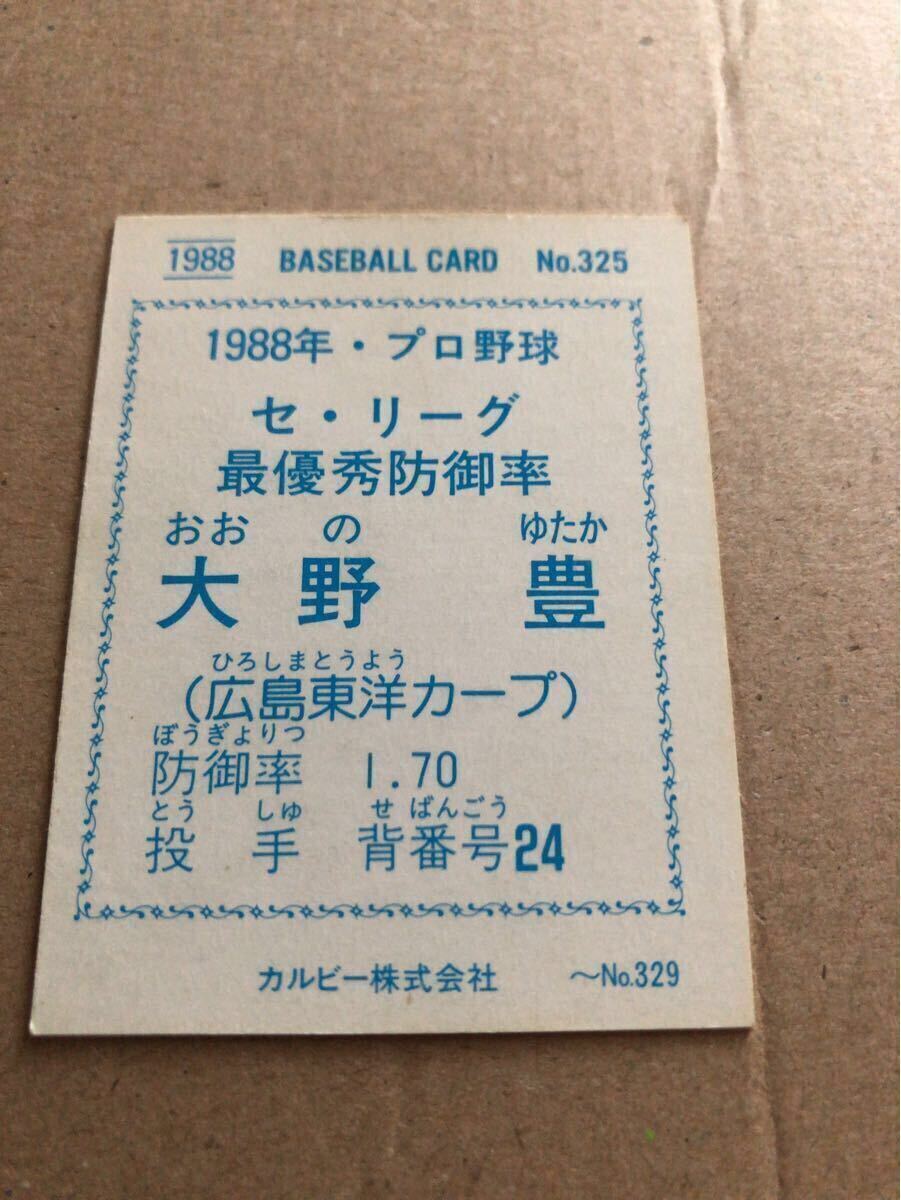 1988 BASEBALL CARD No.325
1988年・プロ野球
セ・リーグ
最優秀防御率
おお の ゆたか
大野 豊
ひろしまとうよう
(広島東洋カープ)
ぼうぎょりつ
防御率 1.70
とう しゅ せ ばんごう
投手 背番号24
カルビー株式会社 〜No.329